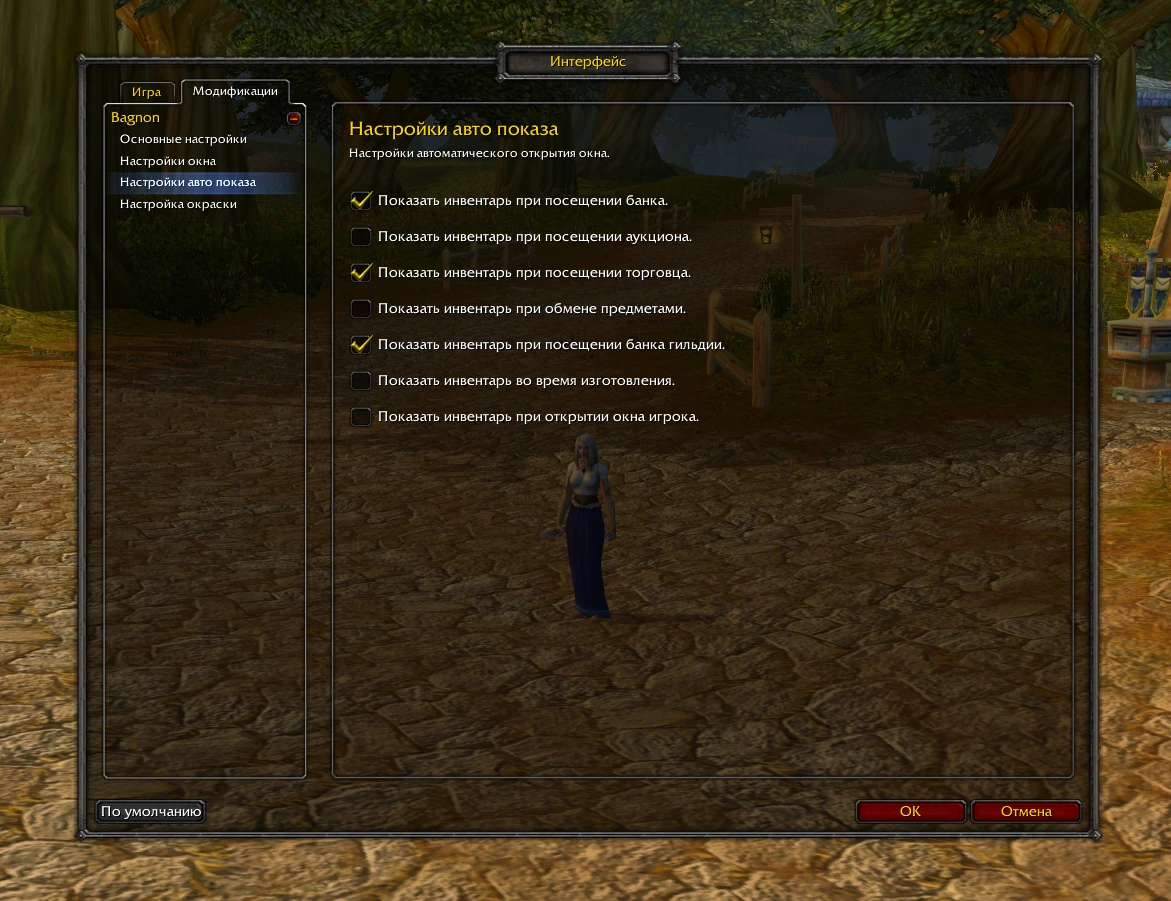 Интерфейс
Игра
Модификации
Bagnon
Основные настройки
Настройки окна
Настройки авто показа
Настройка окраски
Настройки авто показа
Настройки автоматического открытия окна.
Показать инвентарь при посещении банка.
Показать инвентарь при посещении аукциона.
Показать инвентарь при посещении торговца.
Показать инвентарь при обмене предметами.
Показать инвентарь при посещении банка гильдии.
Показать инвентарь во время изготовления.
Показать инвентарь при открытии окна игрока.
По умолчанию
ОК
Отмена